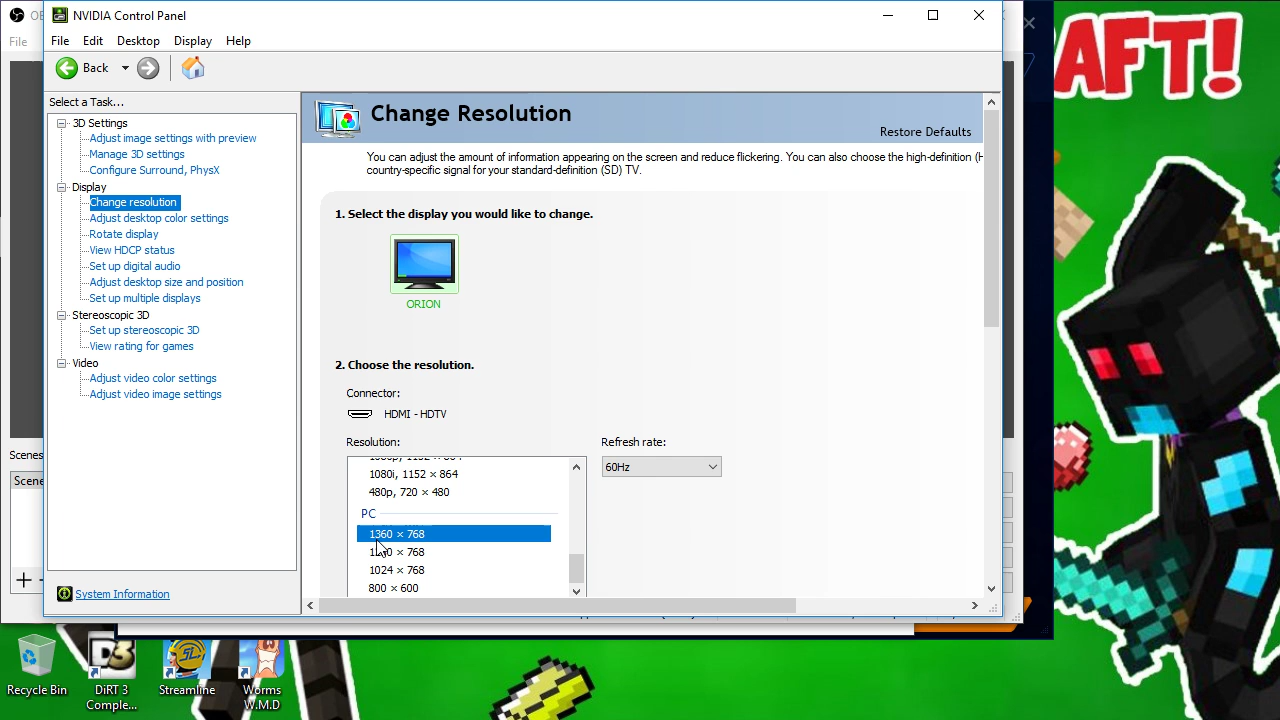 OB
NVIDIA Control Panel
File
File Edit Desktop Display Help
Back
Select a Task...
3D Settings
Adjust image settings with preview
Manage 3D settings
Configure Surround, PhysX
Display
Change resolution
Adjust desktop color settings
Rotate display
View HDCP status
Set up digital audio
Adjust desktop size and position
Set up multiple displays
Stereoscopic 3D
Set up stereoscopic 3D
View rating for games
Video
Adjust video color settings
Adjust video image settings
System Information
Change Resolution
Restore Defaults
You can adjust the amount of information appearing on the screen and reduce flickering. You can also choose the high-definition (H
country-specific signal for your standard-definition (SD) TV.
1. Select the display you would like to change.
ORION
2. Choose the resolution.
Connector:
HDMI - HDTV
Resolution:
Refresh rate:
60Hz
1080i, 1152 × 864
480p, 720 × 480
PC
1360 × 768
768
1024 × 768
800 × 600
Scenes
Scene
AFT!
Recycle Bin
D3
DiRT 3
Comple...
SL
Streamline
Worms
W.M.D